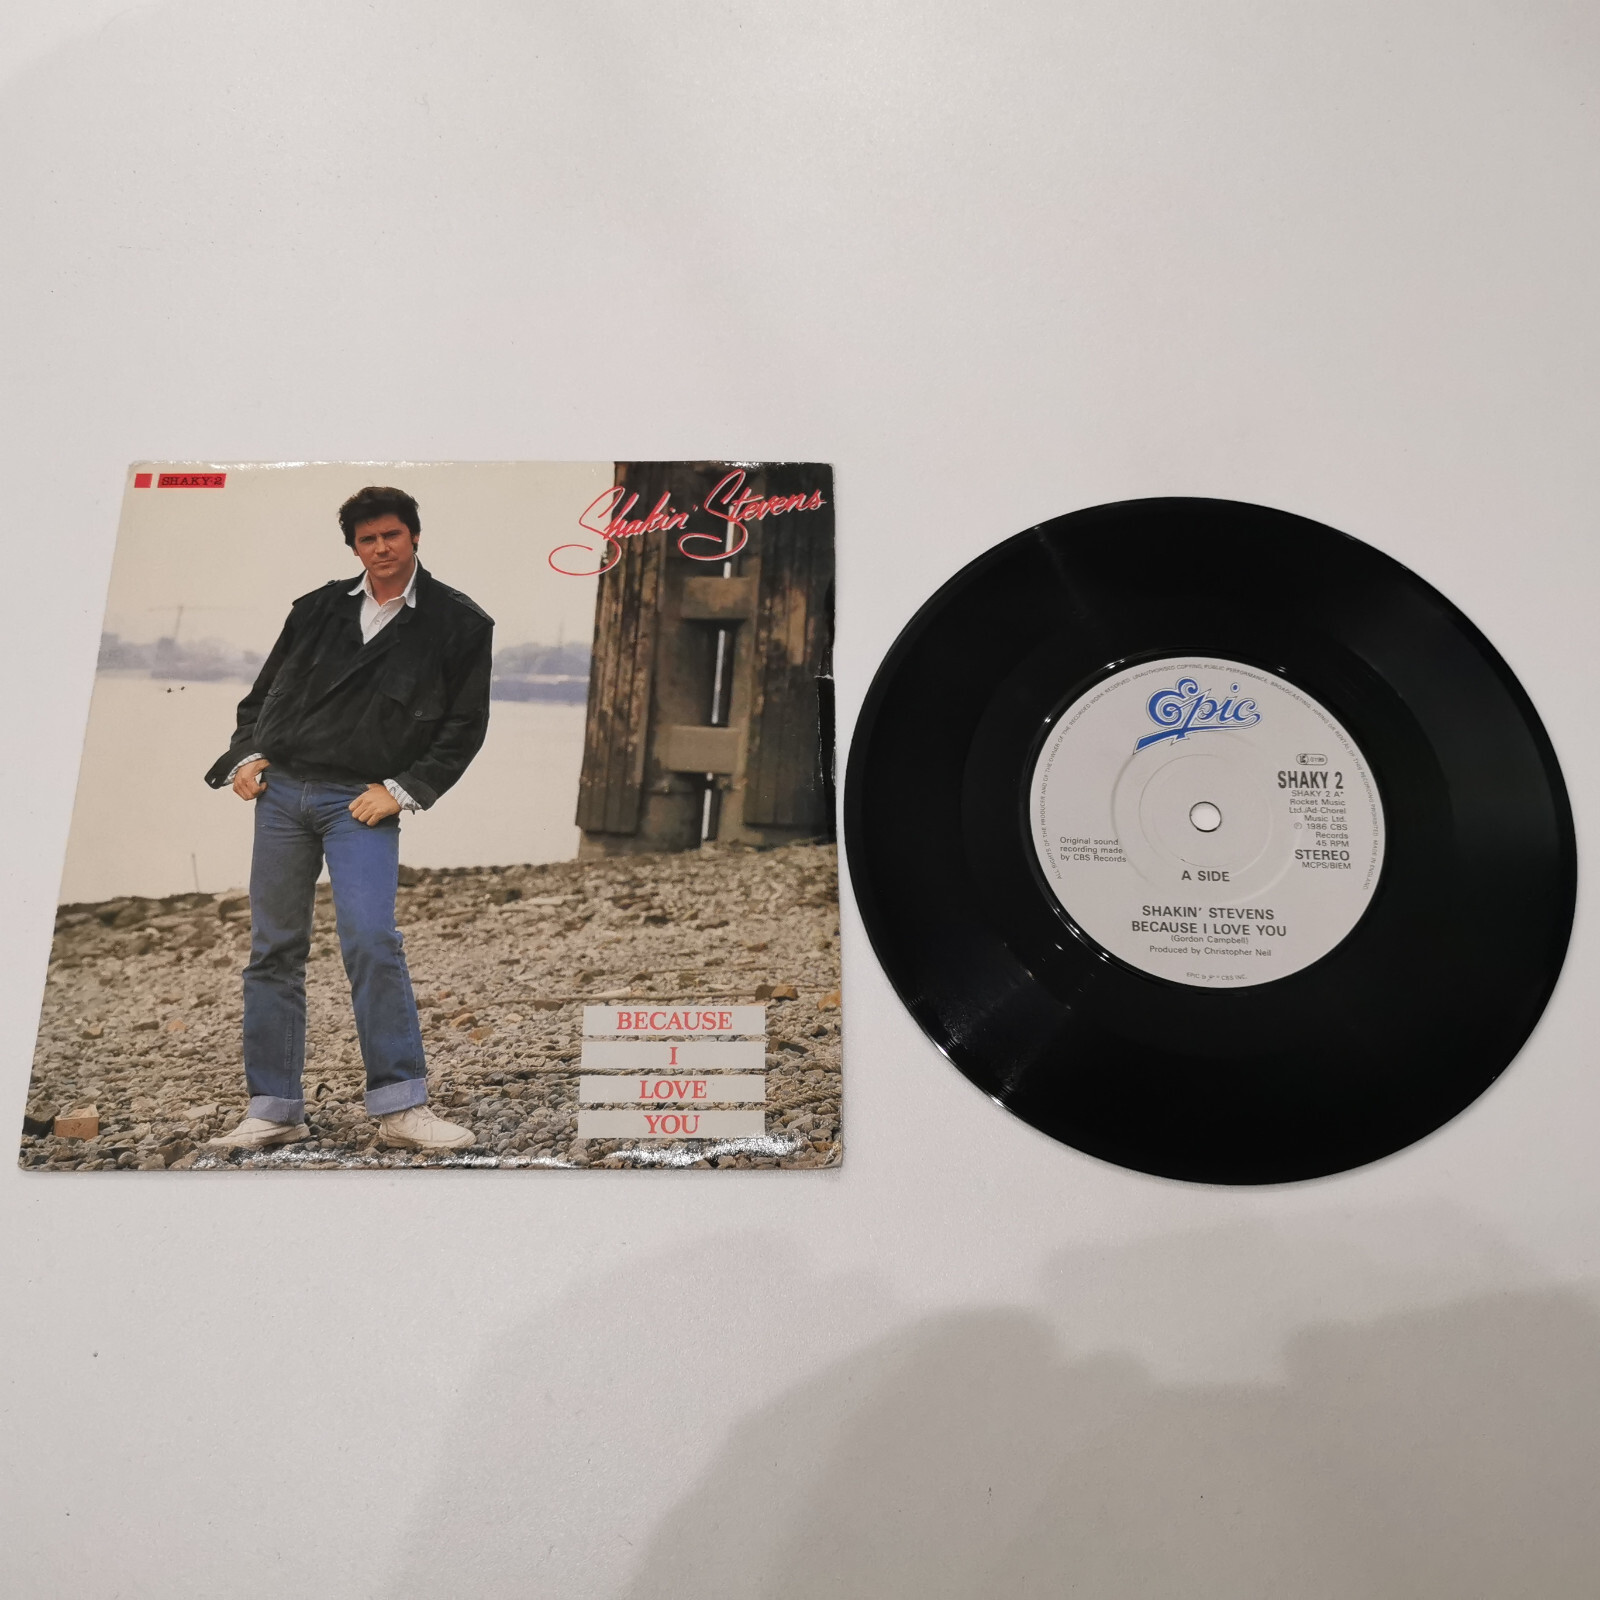 SHAKY 2
Shakin' Stevens
BECAUSE
I
LOVE
YOU
Epic
SHAKY 2
SHAKY 2 A*
Rocket Music
Ltd./Ad-Chorel
Music Ltd.
℗ 1986 CBS
Records
45 RPM
STEREO
MCPS/BIEM
Original sound
recording made
by CBS Records
A SIDE
SHAKIN' STEVENS
BECAUSE I LOVE YOU
(Gordon Campbell)
Produced by Christopher Neil